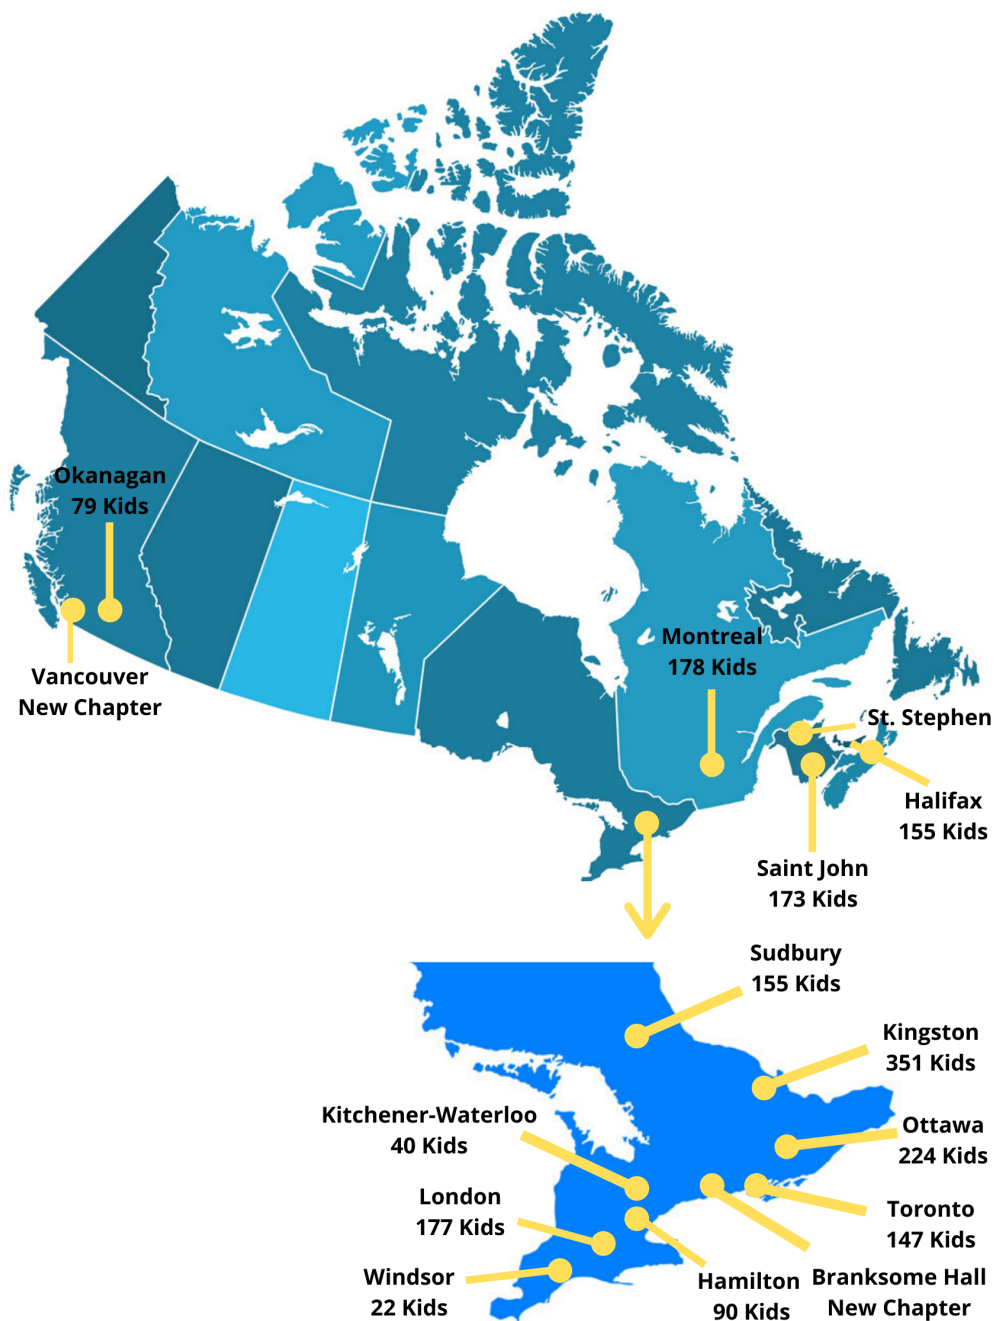 Okanagan
79 Kids
Vancouver
New Chapter
Montreal
178 Kids
St. Stephen
Halifax
155 Kids
Saint John
173 Kids
Sudbury
155 Kids
Kingston
351 Kids
Kitchener-Waterloo
40 Kids
Ottawa
224 Kids
London
177 Kids
Toronto
147 Kids
Windsor
22 Kids
Hamilton
90 Kids
Branksome Hall
New Chapter